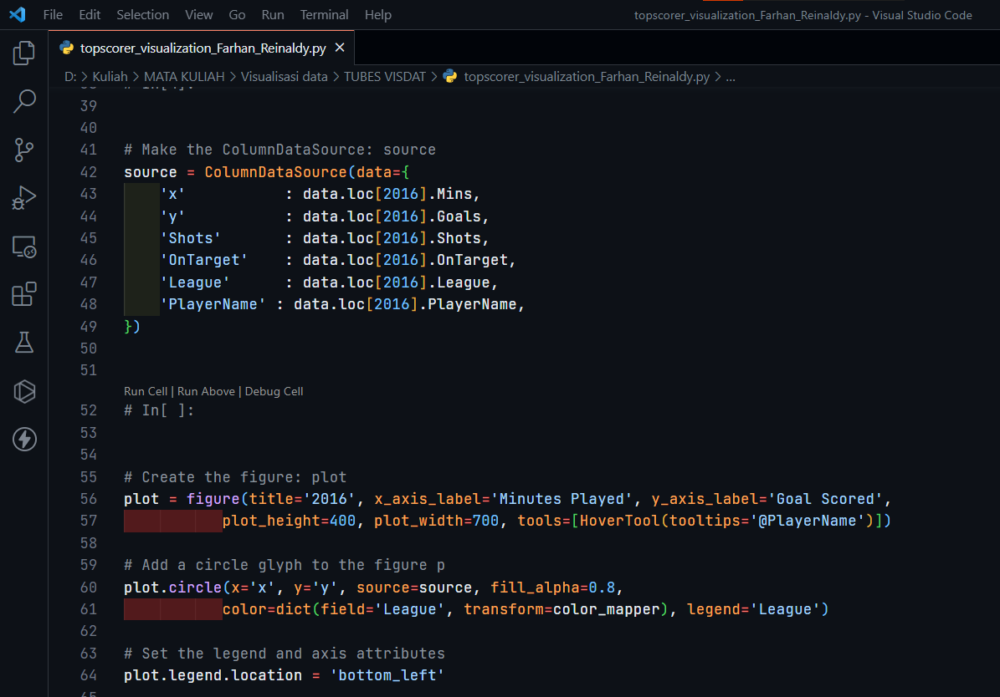 File Edit Selection View Go Run Terminal Help topscorer_visualization_Farhan_Reinaldy.py - Visual Studio Code
topscorer_visualization_Farhan_Reinaldy.py ×
D: > Kuliah > MATA KULIAH > Visualisasi data > TUBES VISDAT > topscorer_visualization_Farhan_Reinaldy.py > ...
39
40
41 # Make the ColumnDataSource: source
42 source = ColumnDataSource(data={
43     'x'           : data.loc[2016].Mins,
44     'y'           : data.loc[2016].Goals,
45     'Shots'       : data.loc[2016].Shots,
46     'OnTarget'    : data.loc[2016].OnTarget,
47     'League'      : data.loc[2016].League,
48     'PlayerName' : data.loc[2016].PlayerName,
49 })
50
51
Run Cell | Run Above | Debug Cell
52 # In[ ]:
53
54
55 # Create the figure: plot
56 plot = figure(title='2016', x_axis_label='Minutes Played', y_axis_label='Goal Scored',
57            plot_height=400, plot_width=700, tools=[HoverTool(tooltips='@PlayerName')])
58
59 # Add a circle glyph to the figure p
60 plot.circle(x='x', y='y', source=source, fill_alpha=0.8,
61            color=dict(field='League', transform=color_mapper), legend='League')
62
63 # Set the legend and axis attributes
64 plot.legend.location = 'bottom_left'